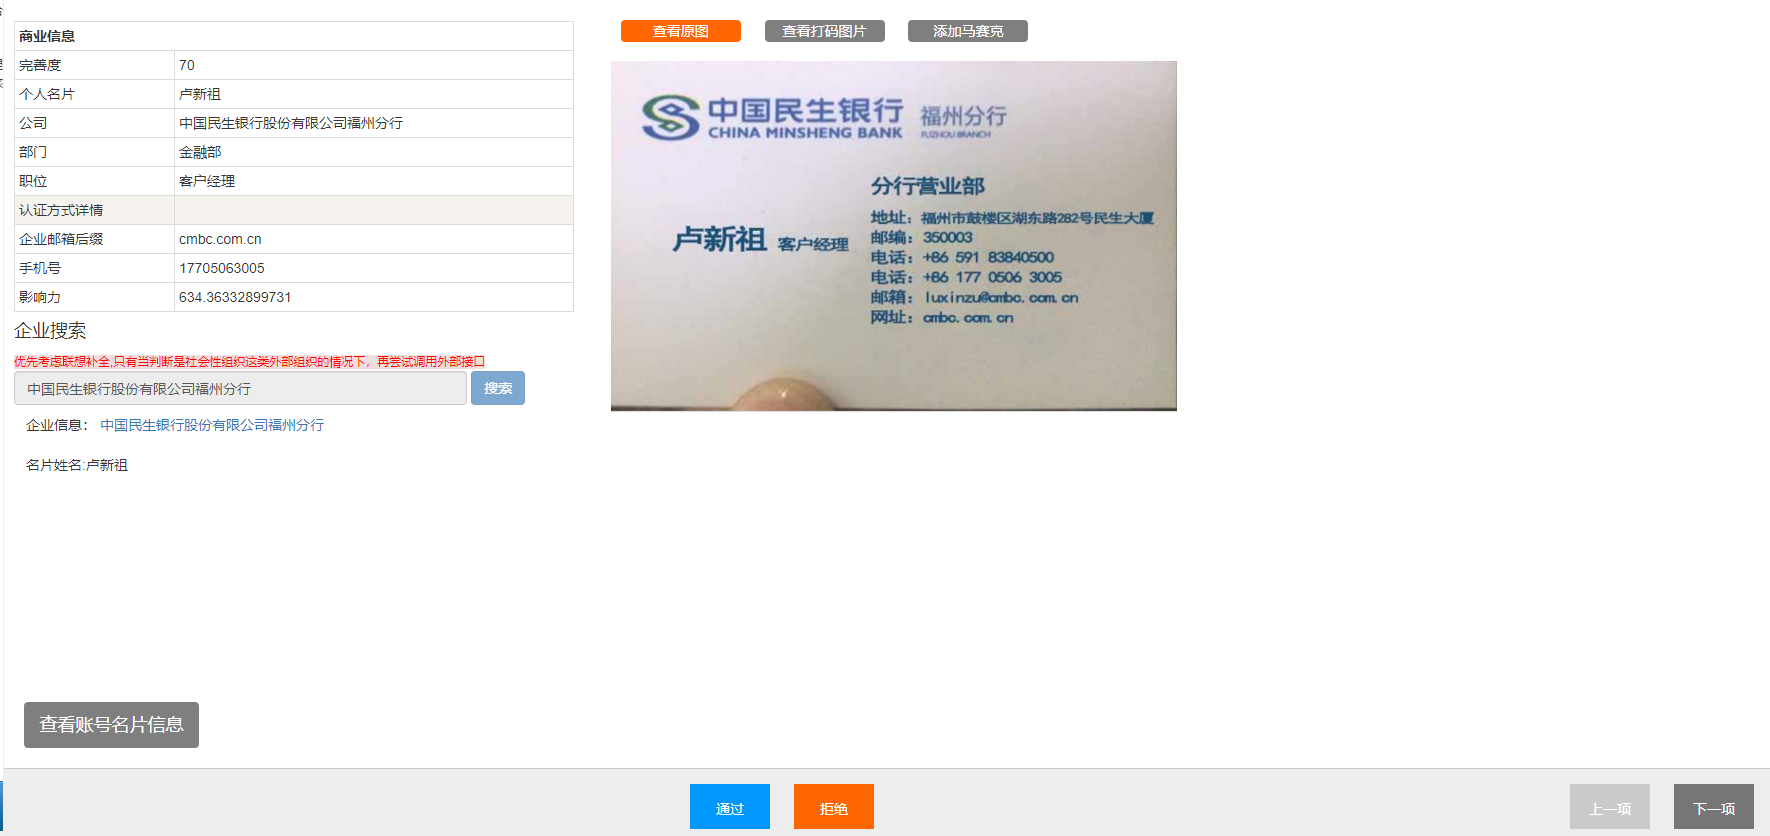 商业信息
完善度 70
个人名片 卢新祖
公司 中国民生银行股份有限公司福州分行
部门 金融部
职位 客户经理
认证方式详情
企业邮箱后缀 cmbc.com.cn
手机号 17705063005
影响力 634.36332899731
企业搜索
优先考虑联想补全,只有当判断是社会性组织这类外部组织的情况下，再尝试调用外部接口
中国民生银行股份有限公司福州分行 搜索
企业信息： 中国民生银行股份有限公司福州分行
名片姓名:卢新祖
查看账号名片信息
查看原图 查看打码图片 添加马赛克
中国民生银行 福州分行
CHINA MINSHENG BANK FUZHOU BRANCH
分行营业部
卢新祖 客户经理
地址：福州市鼓楼区湖东路282号民生大厦
邮编：350003
电话：+86 591 83840500
电话：+86 177 0506 3005
邮箱：luxinzu@cmbc.com.cn
网址：cmbc.com.cn
通过 拒绝 上一项 下一项